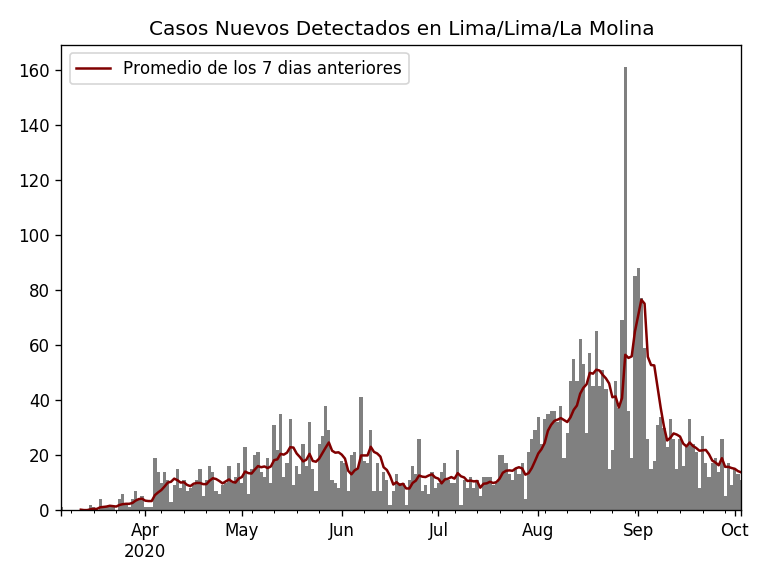 Casos Nuevos Detectados en Lima/Lima/La Molina
Promedio de los 7 dias anteriores
160
140
120
100
80
60
40
20
0
Apr
2020
May
Jun
Jul
Aug
Sep
Oct